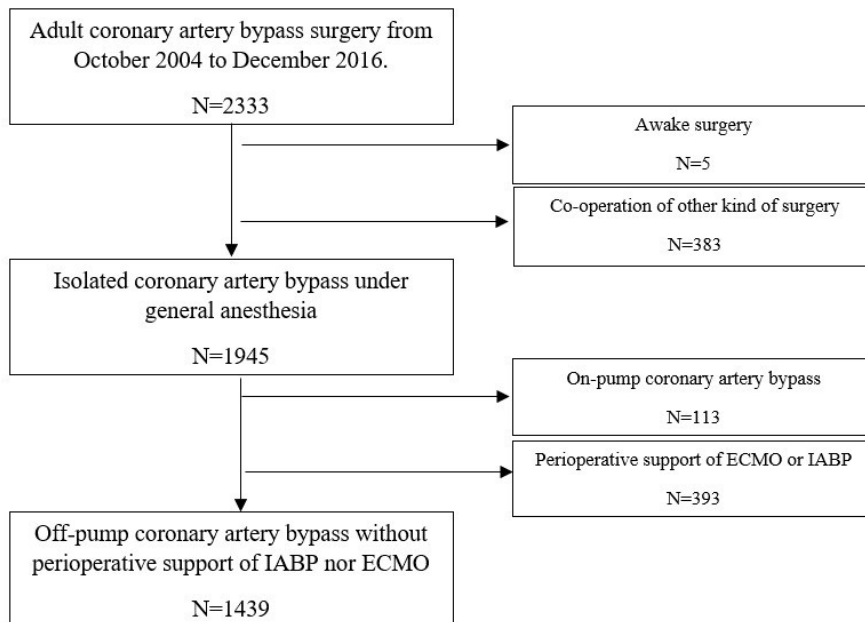 Adult coronary artery bypass surgery from
October 2004 to December 2016.
N=2333
Awake surgery
N=5
Co-operation of other kind of surgery
N=383
Isolated coronary artery bypass under
general anesthesia
N=1945
On-pump coronary artery bypass
N=113
Perioperative support of ECMO or IABP
N=393
Off-pump coronary artery bypass without
perioperative support of IABP nor ECMO
N=1439